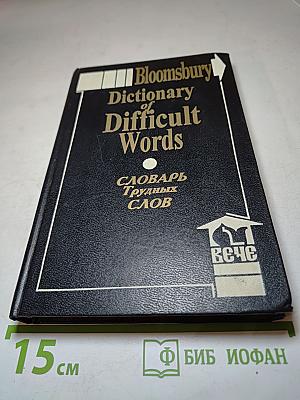 Bloomsbury
Dictionary
of
Difficult
Words
СЛОВАРЬ
Трудных
СЛОВ
ВЕЧЕ
15 см
Ф БИБ ИОФАН